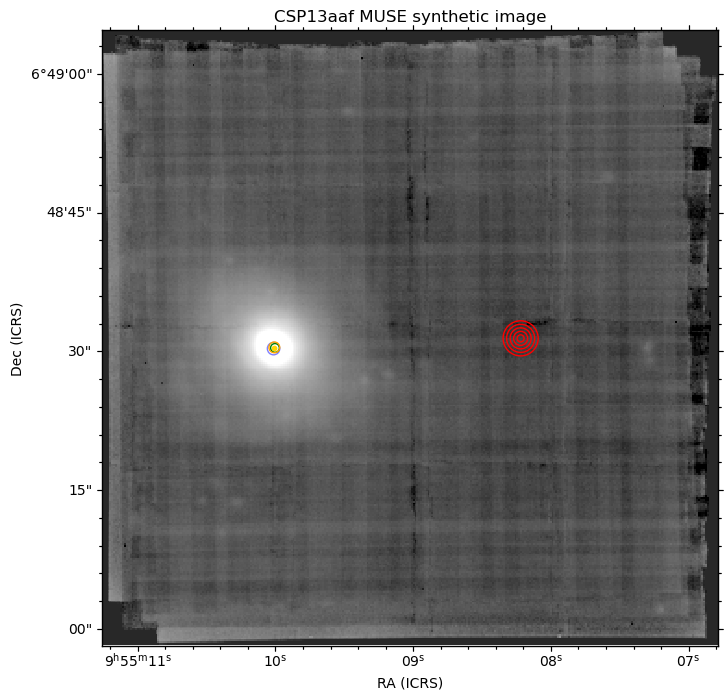 CSP13aaf MUSE synthetic image
6°49'00"
48'45"
30"
15"
00"
Dec (ICRS)
9ʰ55ᵐ11ˢ 10ˢ 09ˢ 08ˢ 07ˢ
RA (ICRS)